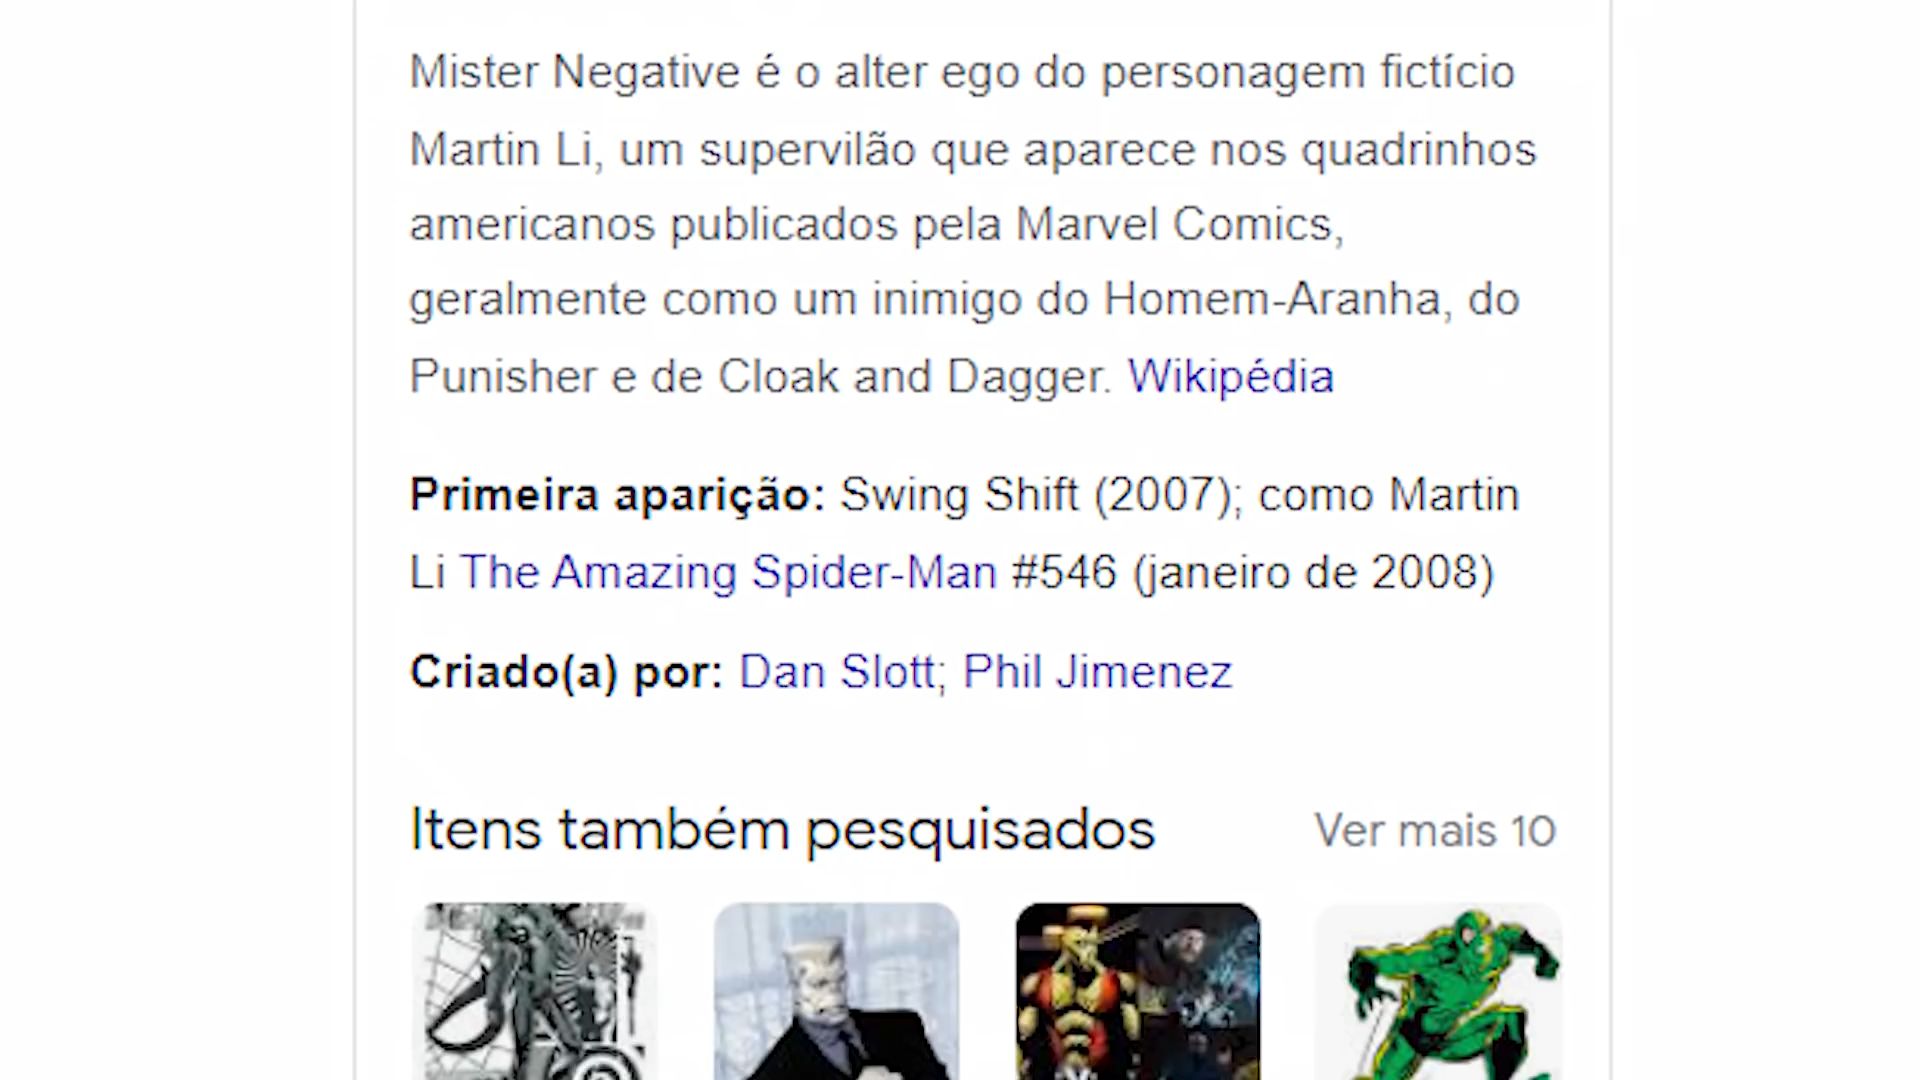 Mister Negative é o alter ego do personagem fictício
Martin Li, um supervilão que aparece nos quadrinhos
americanos publicados pela Marvel Comics,
geralmente como um inimigo do Homem-Aranha, do
Punisher e de Cloak and Dagger. Wikipédia
Primeira aparição: Swing Shift (2007); como Martin
Li The Amazing Spider-Man #546 (janeiro de 2008)
Criado(a) por: Dan Slott; Phil Jimenez
Itens também pesquisados
Ver mais 10